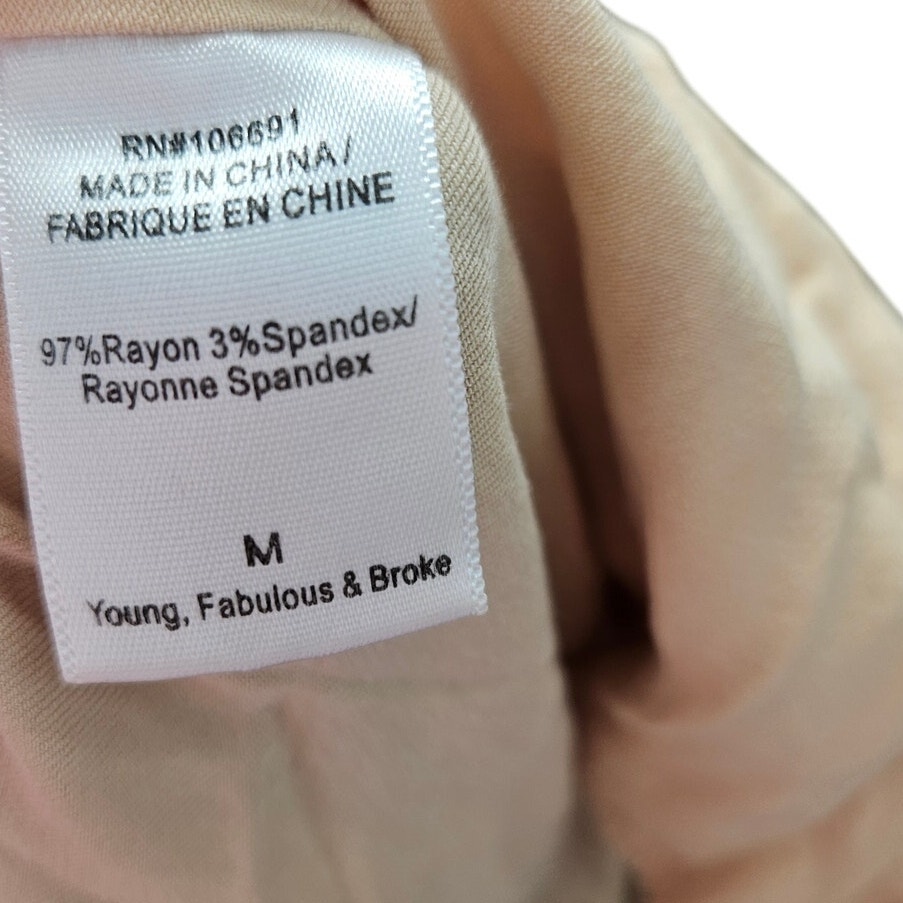 RN#106691
MADE IN CHINA/
FABRIQUE EN CHINE
97%Rayon 3%Spandex/
Rayonne Spandex
M
Young, Fabulous & Broke